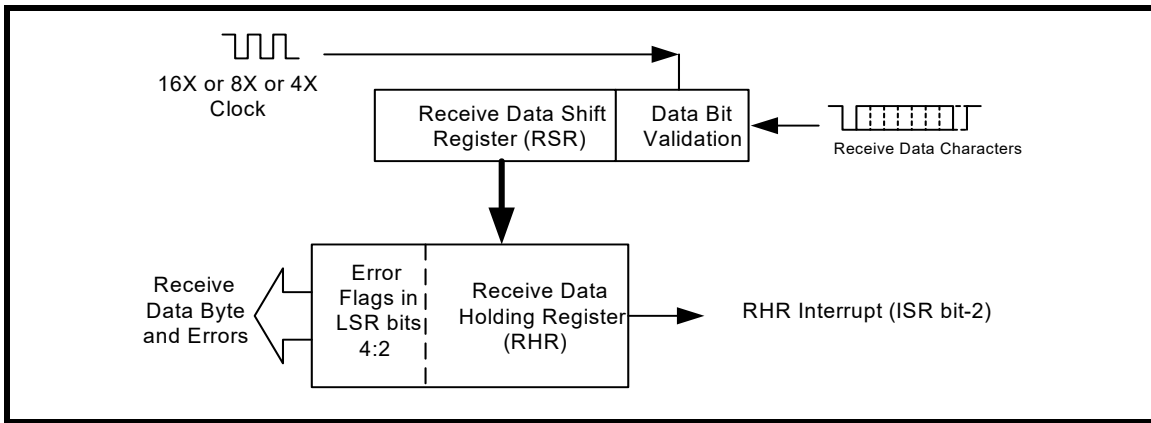 16X or 8X or 4X
Clock
Receive Data Shift
Register (RSR)
Data Bit
Validation
Receive Data Characters
Receive
Data Byte
and Errors
Error
Flags in
LSR bits
4:2
Receive Data
Holding Register
(RHR)
RHR Interrupt (ISR bit-2)